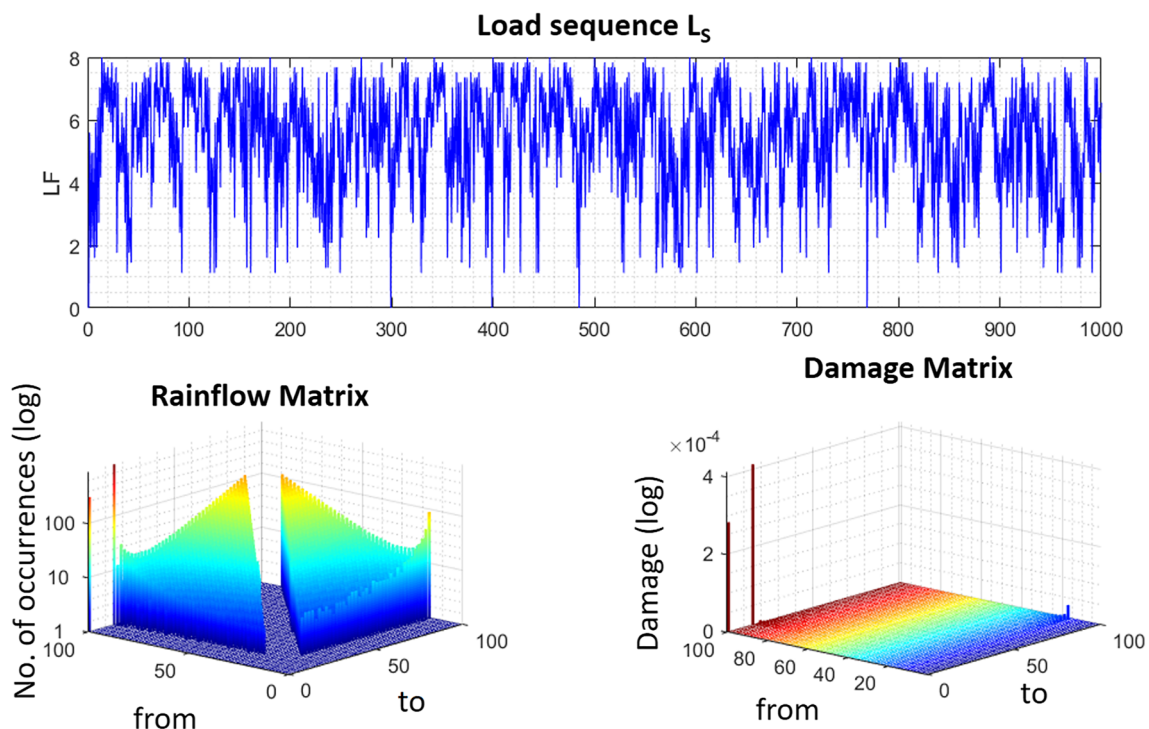 Load sequence LS
8
6
4
2
0
LF
0 100 200 300 400 500 600 700 800 900 1000
Rainflow Matrix
No. of occurrences (log)
100
10
1
100
50
0
0
50
100
from
to
Damage Matrix
×10-4
Damage (log)
4
2
0
100
80
60
40
20
0
50
100
from
to